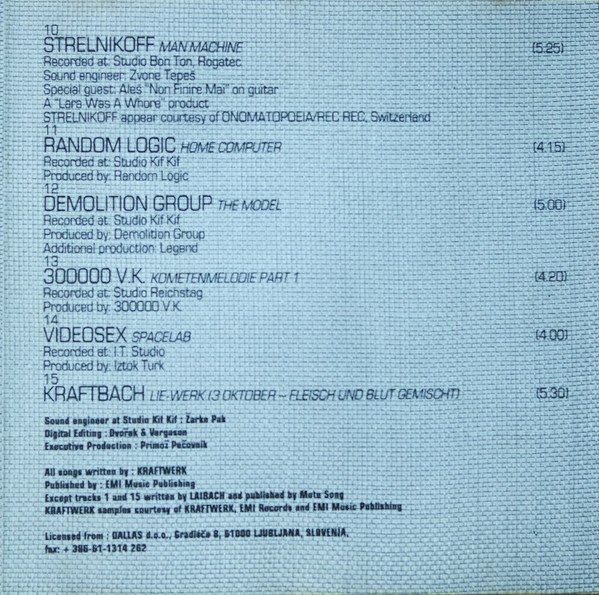 10
STRELNIKOFF MAN MACHINE (5.25)
Recorded at: Studio Bon Ton, Rogatec
Sound engineer: Zvone Tepeš
Special guest: Aleš "Non Finire Mai" on guitar
A "Lara Was A Whore" product
STRELNIKOFF appear courtesy of ONOMATOPOEIA/REC REC, Switzerland
11
RANDOM LOGIC HOME COMPUTER (4.15)
Recorded at: Studio Kif Kif
Produced by: Random Logic
12
DEMOLITION GROUP THE MODEL (5.00)
Recorded at: Studio Kif Kif
Produced by: Demolition Group
Additional production: Legend
13
300000 V.K. KOMETENMELODIE PART 1 (4.20)
Recorded at: Studio Reichstag
Produced by: 300000 V.K.
14
VIDEOSEX SPACELAB (4.00)
Recorded at: I.T. Studio
Produced by: Iztok Turk
15
KRAFTBACH LIE-WERK (3 OKTOBER – FLEISCH UND BLUT GEMISCHT) (5.30)
Sound engineer at Studio Kif Kif : Žarko Pak
Digital Editing : Dvořak & Vergason
Executive Production : Primož Pečovnik
All songs written by : KRAFTWERK
Published by : EMI Music Publishing
Except tracks 1 and 15 written by LAIBACH and published by Mute Song
KRAFTWERK samples courtesy of KRAFTWERK, EMI Records and EMI Music Publishing
Licensed from : DALLAS d.o.o., Gradišče 8, 61000 LJUBLJANA, SLOVENIA.
fax: + 386-61-1314 262